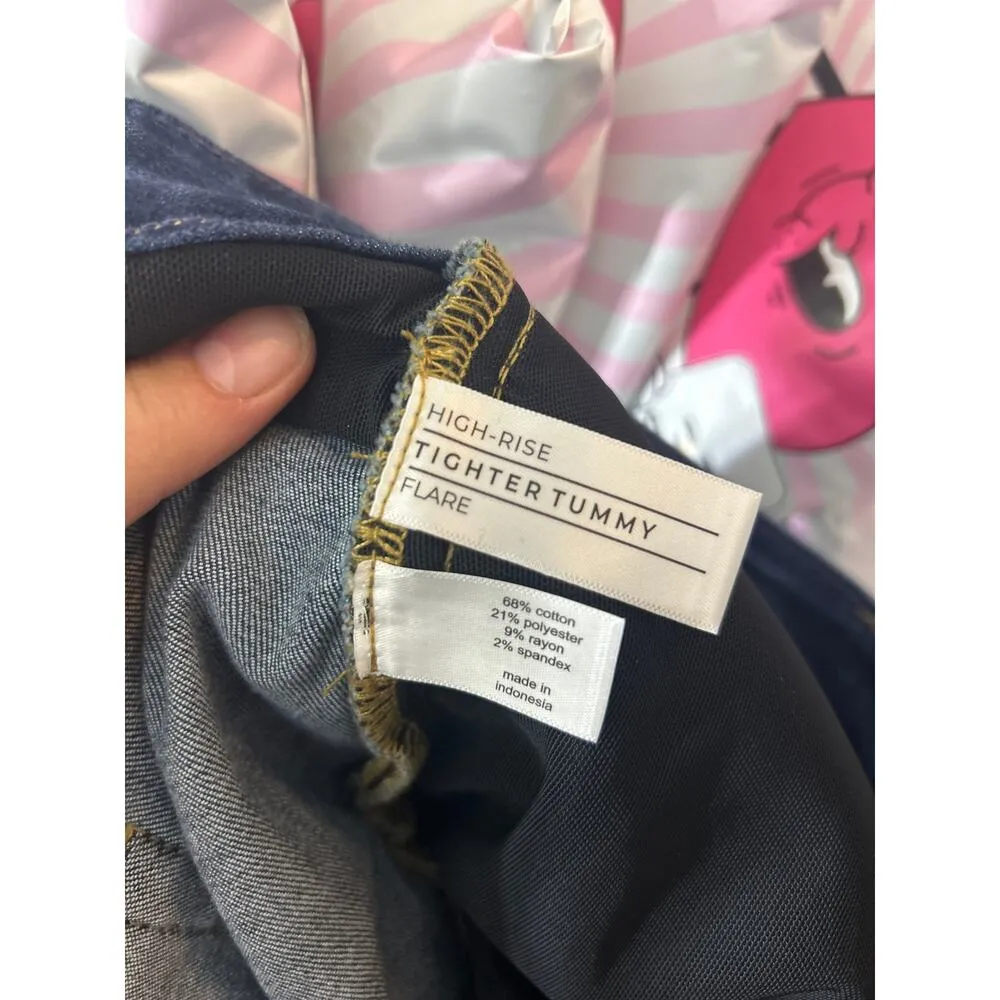 HIGH-RISE
TIGHTER TUMMY
FLARE
68% cotton
21% polyester
9% rayon
2% spandex
made in
indonesia